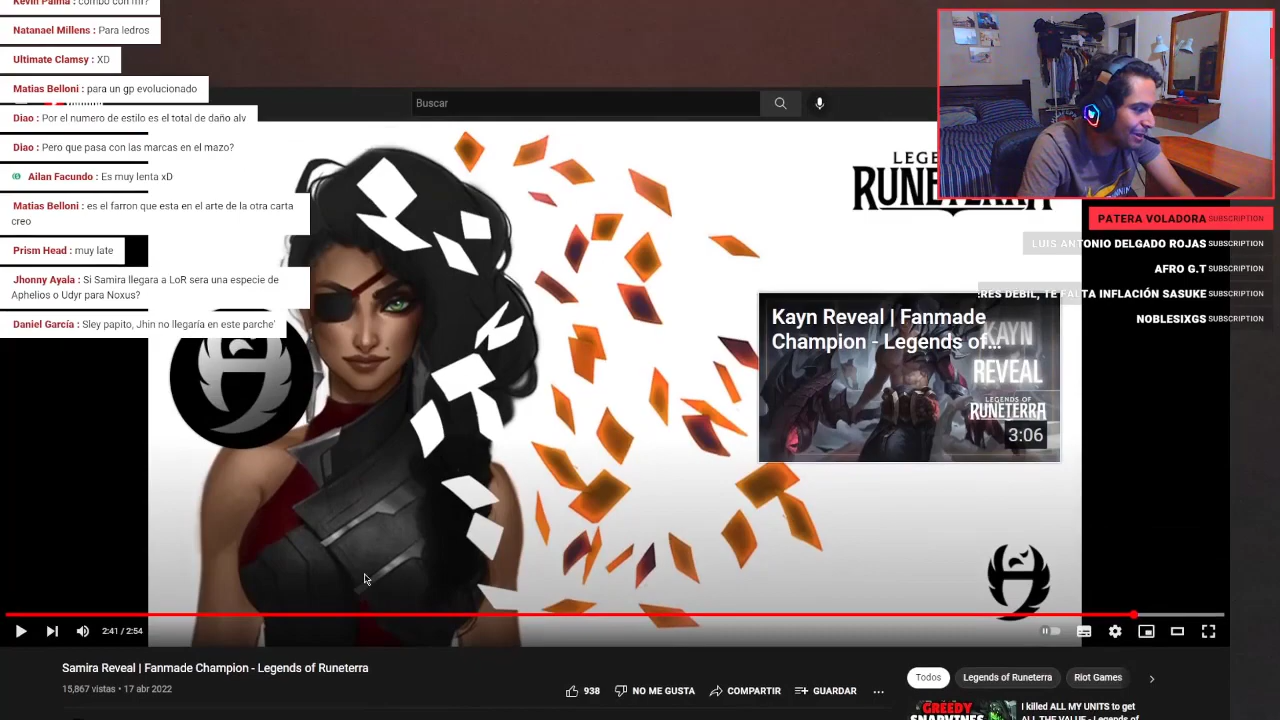 Kevin Palma : combo con mf?
Natanael Millens : Para ledros
Ultimate Clamsy : XD
Matias Belloni : para un gp evolucionado
Diao : Por el numero de estilo es el total de daño alv
Diao : Pero que pasa con las marcas en el mazo?
Ailan Facundo : Es muy lenta xD
Matias Belloni : es el farron que esta en el arte de la otra carta
creo
Prism Head : muy late
Jhonny Ayala : Si Samira llegara a LoR sera una especie de
Aphelios o Udyr para Noxus?
Daniel García : Sley papito, Jhin no llegaría en este parche'
Buscar
RUNETERRA
PATERA VOLADORA SUBSCRIPTION
LUIS ANTONIO DELGADO ROJAS SUBSCRIPTION
AFRO G.T SUBSCRIPTION
:RES DÉBIL, TE FALTA INFLACIÓN SASUKE SUBSCRIPTION
NOBLESIXGS SUBSCRIPTION
Kayn Reveal | Fanmade
Champion - Legends of...
KAYN
REVEAL
LEGENDS OF
RUNETERRA
3:06
2:41 / 2:54
Samira Reveal | Fanmade Champion - Legends of Runeterra
15,867 vistas • 17 abr 2022
938
NO ME GUSTA
COMPARTIR
GUARDAR
Todos
Legends of Runeterra
Riot Games
GREEDY
SNARVINES
I killed ALL MY UNITS to get
ALL THE VALUE - Legends of